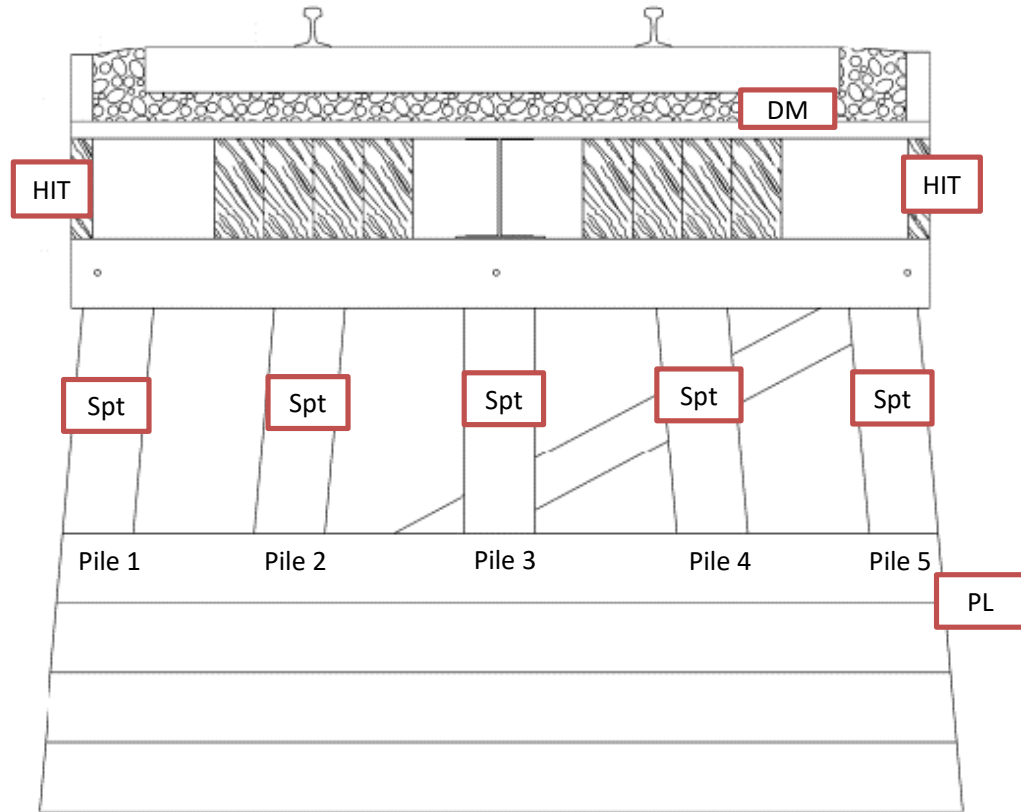 DM
HIT
HIT
Spt
Spt
Spt
Spt
Spt
Pile 1
Pile 2
Pile 3
Pile 4
Pile 5
PL